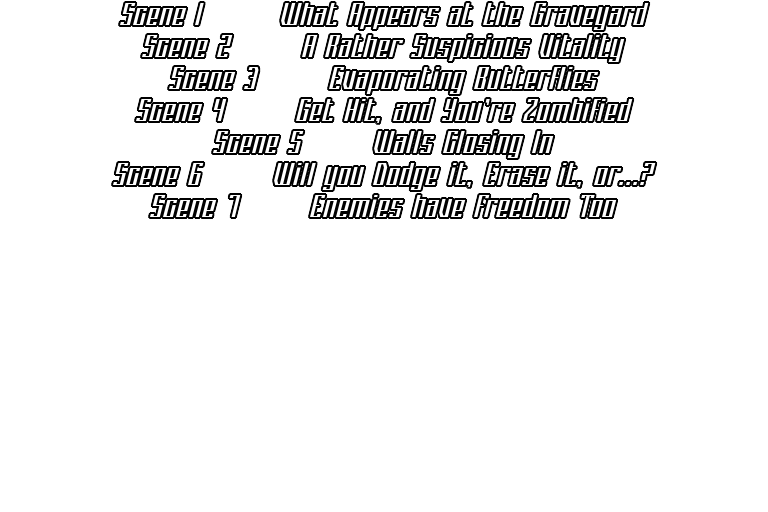 Scene 1 What Appears at the Graveyard
Scene 2 A Rather Suspicious Vitality
Scene 3 Evaporating Butterflies
Scene 4 Get Hit, and You're Zombified
Scene 5 Walls Closing In
Scene 6 Will you Dodge it, Erase it, or...?
Scene 7 Enemies have Freedom Too